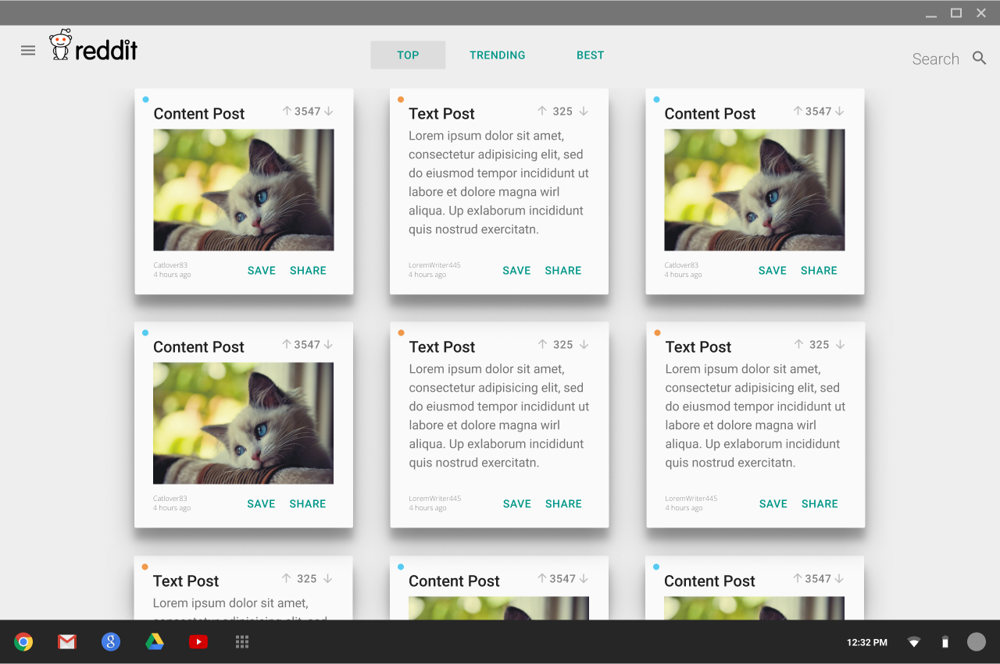 reddit
TOP
TRENDING
BEST
Search
Content Post
3547
Catlover83
4 hours ago
SAVE
SHARE
Text Post
325
Lorem ipsum dolor sit amet,
consectetur adipisicing elit, sed
do eiusmod tempor incididunt ut
labore et dolore magna wirl
aliqua. Up exlaborum incididunt
quis nostrud exercitatn.
LoremWriter445
4 hours ago
SAVE
SHARE
Content Post
3547
Catlover83
4 hours ago
SAVE
SHARE
Content Post
3547
Catlover83
4 hours ago
SAVE
SHARE
Text Post
325
Lorem ipsum dolor sit amet,
consectetur adipisicing elit, sed
do eiusmod tempor incididunt ut
labore et dolore magna wirl
aliqua. Up exlaborum incididunt
quis nostrud exercitatn.
LoremWriter445
4 hours ago
SAVE
SHARE
Text Post
325
Lorem ipsum dolor sit amet,
consectetur adipisicing elit, sed
do eiusmod tempor incididunt ut
labore et dolore magna wirl
aliqua. Up exlaborum incididunt
quis nostrud exercitatn.
LoremWriter445
4 hours ago
SAVE
SHARE
Text Post
325
Lorem ipsum dolor sit amet,
Content Post
3547
Content Post
3547
8
12:32 PM